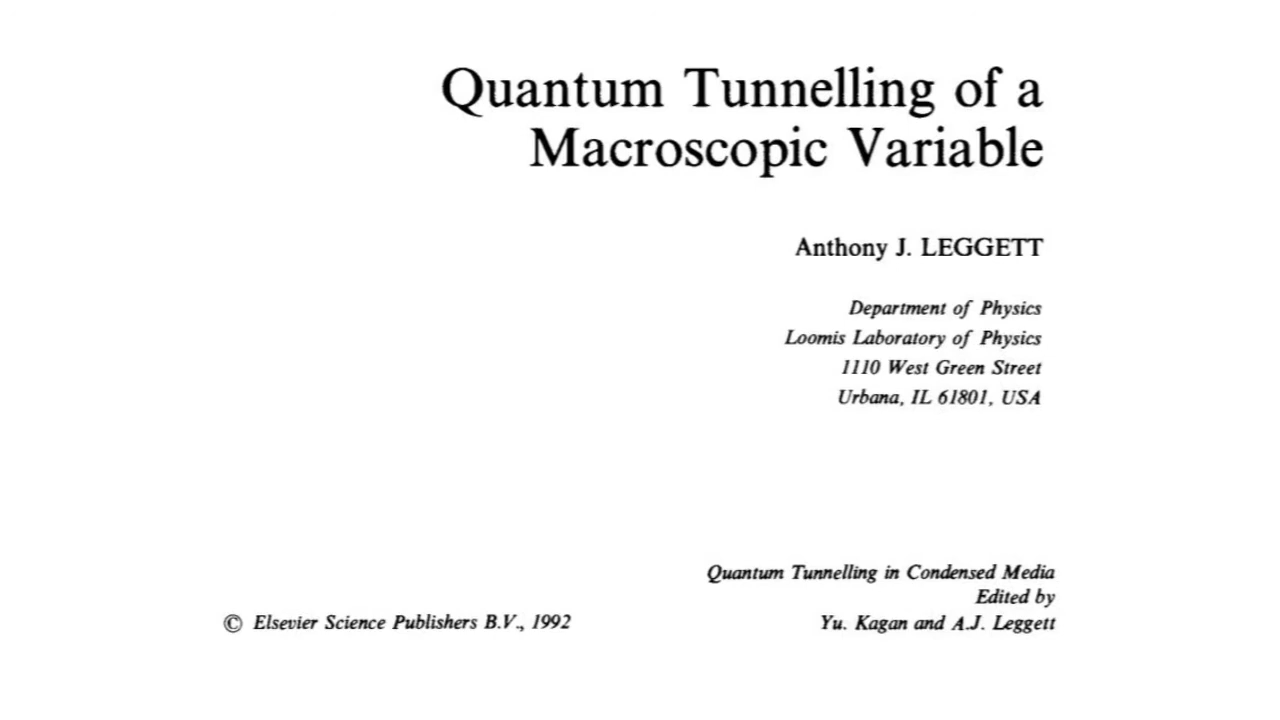 Quantum Tunnelling of a
Macroscopic Variable
Anthony J. LEGGETT
Department of Physics
Loomis Laboratory of Physics
1110 West Green Street
Urbana, IL 61801, USA
Quantum Tunnelling in Condensed Media
Edited by
© Elsevier Science Publishers B.V., 1992
Yu. Kagan and A.J. Leggett